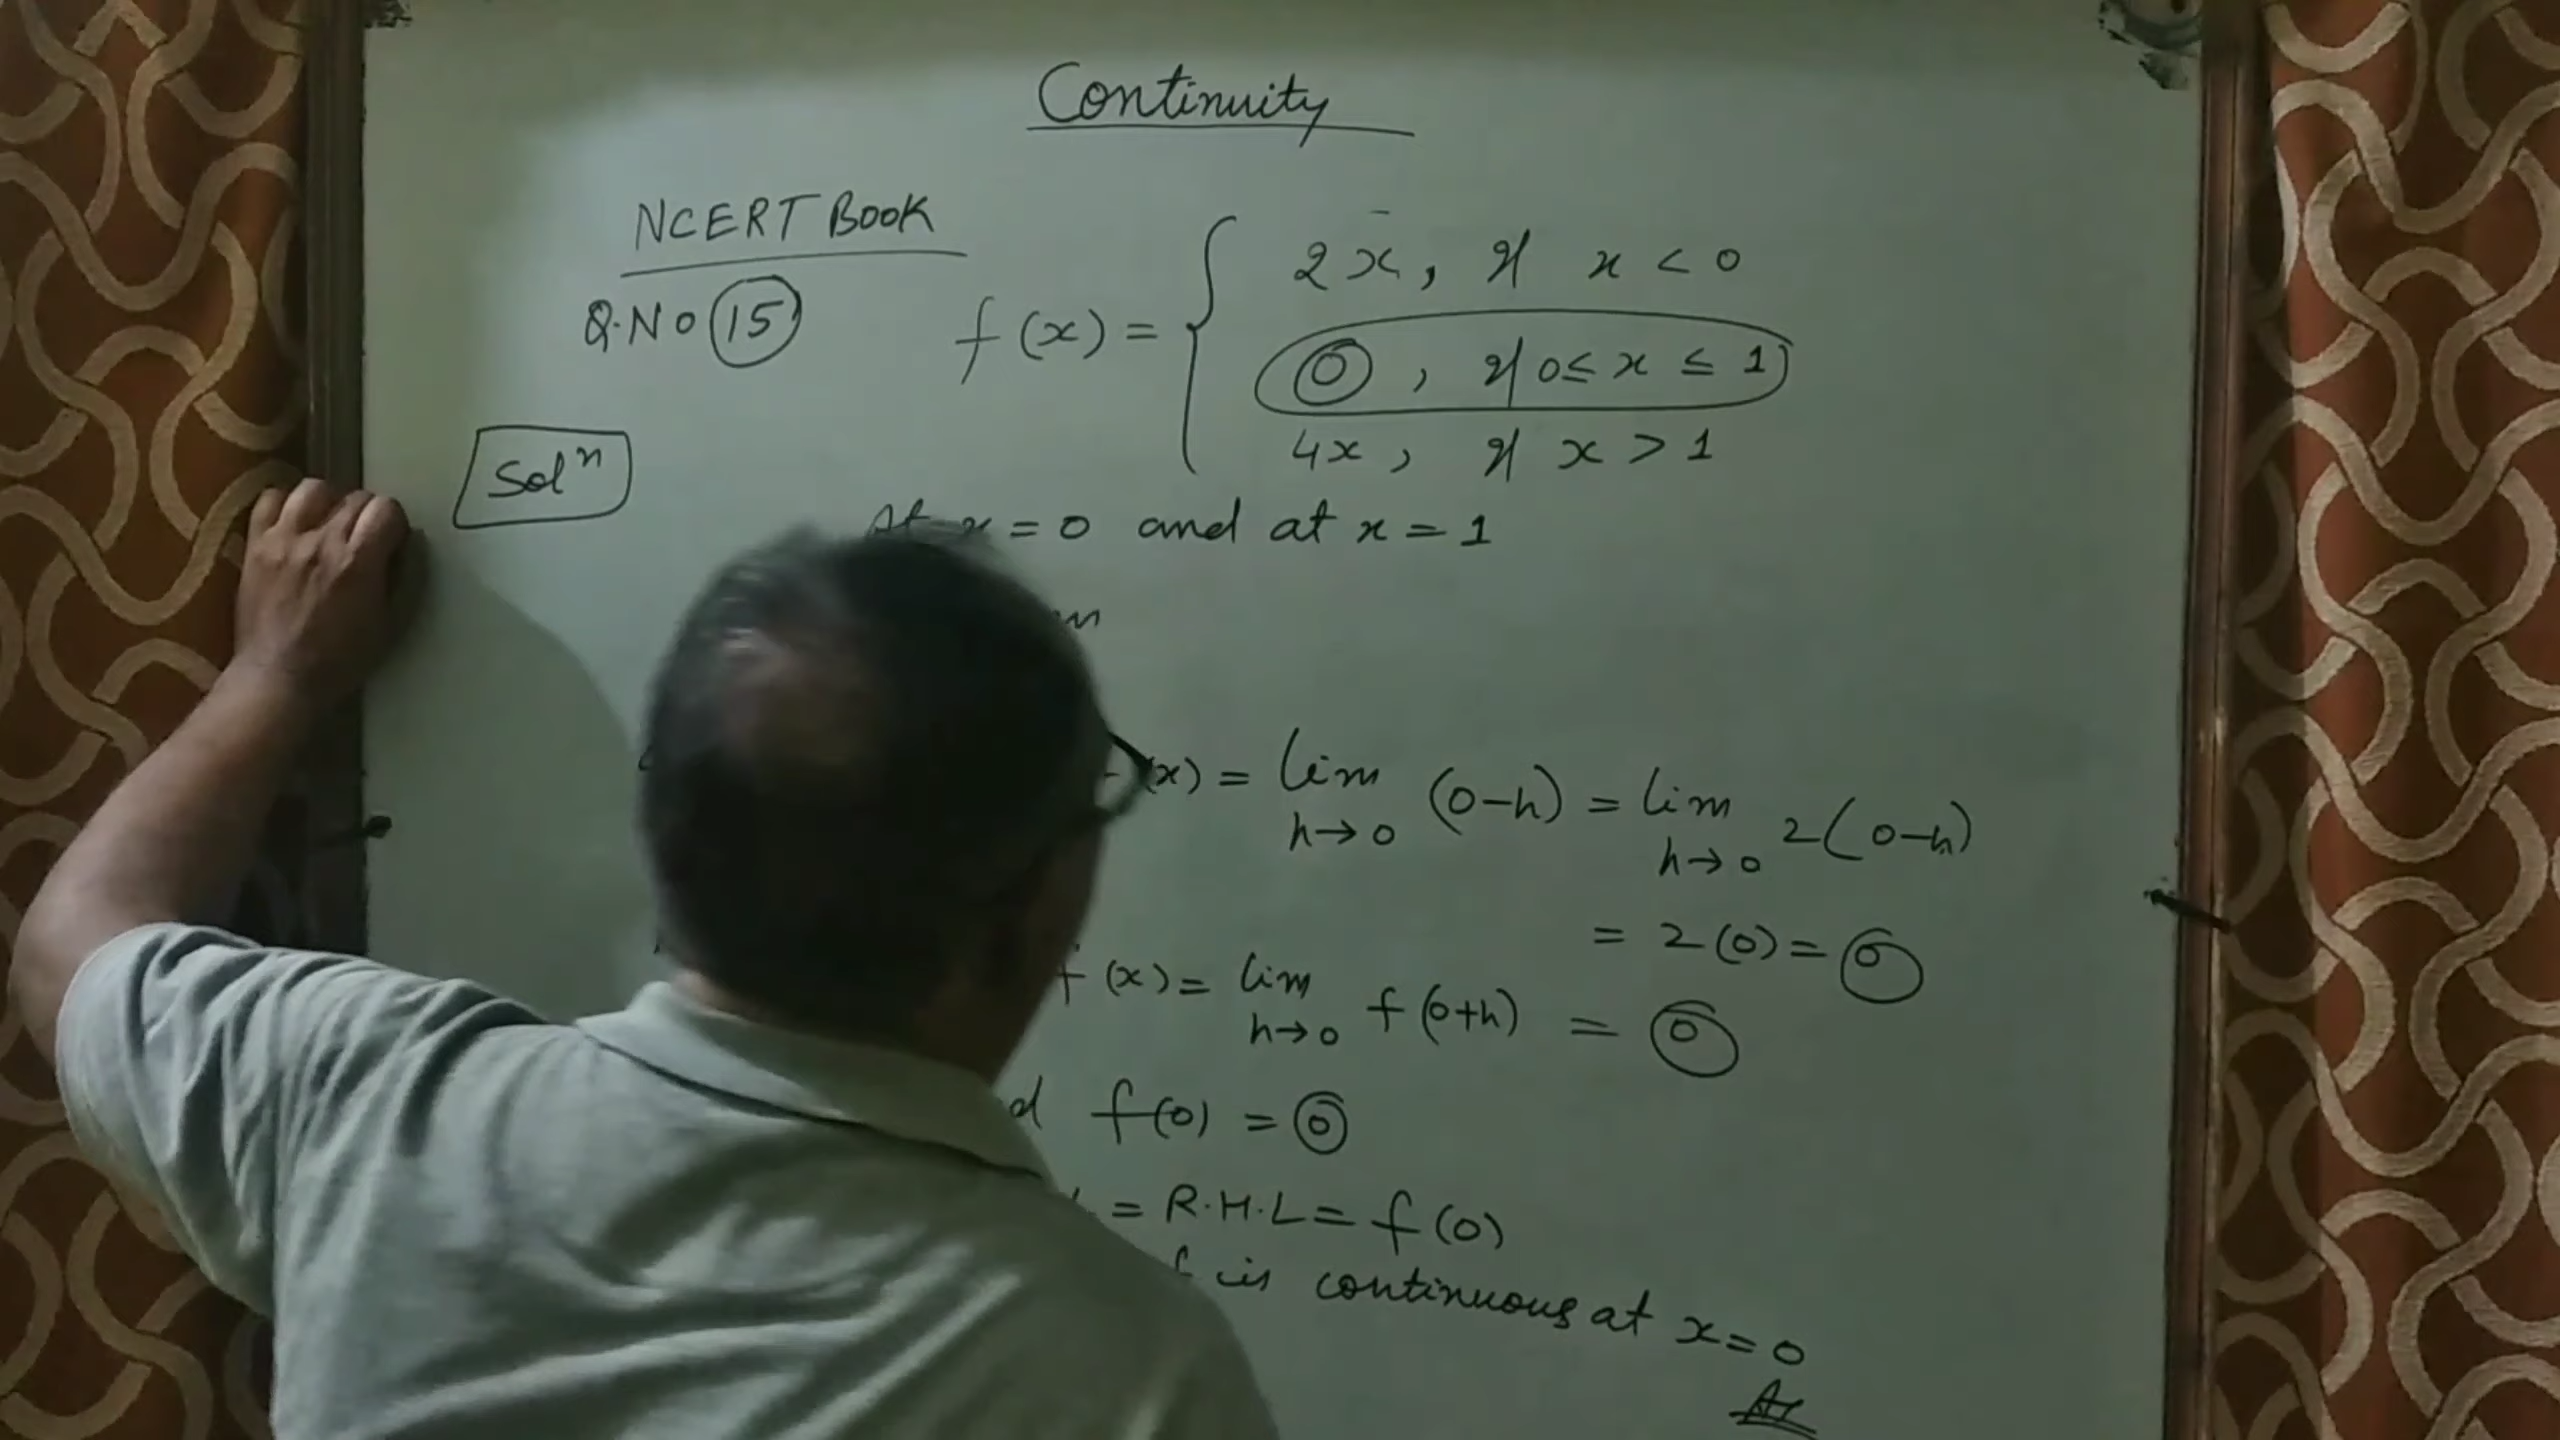 Continuity
NCERT BOOK
Q.No 15
f(x) = { 2x, if x < 0
0, if 0 ≤ x ≤ 1
4x, if x > 1
Solⁿ
At x = 0 and at x = 1
(x) = lim h→0 (0-h) = lim h→0 2(0-h)
= 2(0) = 0
f(x) = lim h→0 f(0+h) = 0
f(0) = 0
= R.H.L = f(0)
f is continuous at x = 0